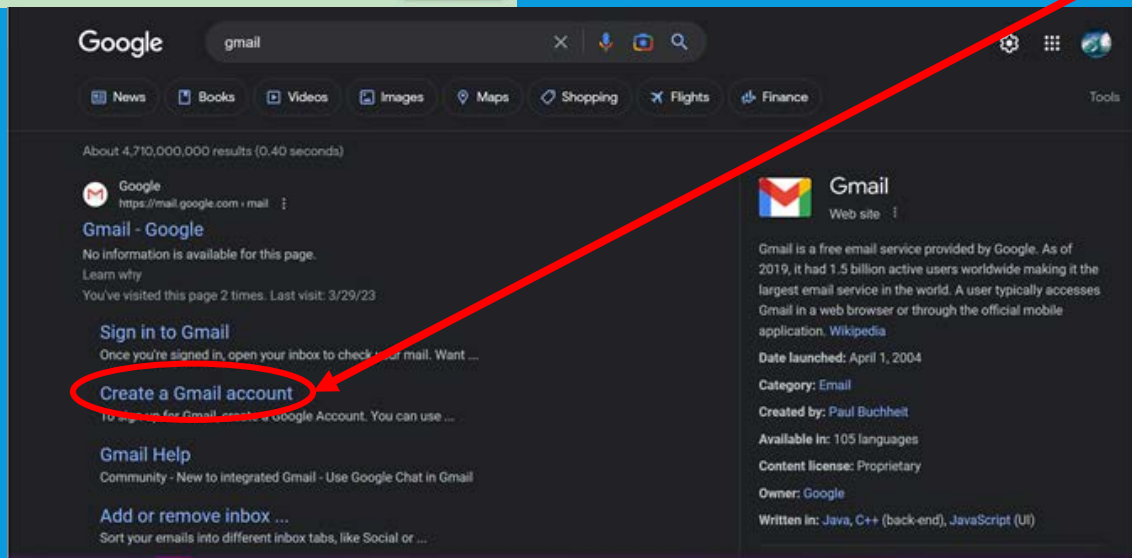 Google
gmail
News
Books
Videos
Images
Maps
Shopping
Flights
Finance
Tools
About 4,710,000,000 results (0.40 seconds)
Google
https://mail.google.com › mail
Gmail - Google
No information is available for this page.
Learn why
You've visited this page 2 times. Last visit: 3/29/23
Sign in to Gmail
Once you're signed in, open your inbox to check your mail. Want ...
Create a Gmail account
To sign up for Gmail, create a Google Account. You can use ...
Gmail Help
Community - New to integrated Gmail - Use Google Chat in Gmail
Add or remove inbox ...
Sort your emails into different inbox tabs, like Social or ...
Gmail
Web site
Gmail is a free email service provided by Google. As of
2019, it had 1.5 billion active users worldwide making it the
largest email service in the world. A user typically accesses
Gmail in a web browser or through the official mobile
application. Wikipedia
Date launched: April 1, 2004
Category: Email
Created by: Paul Buchheit
Available in: 105 languages
Content license: Proprietary
Owner: Google
Written in: Java, C++ (back-end), JavaScript (UI)